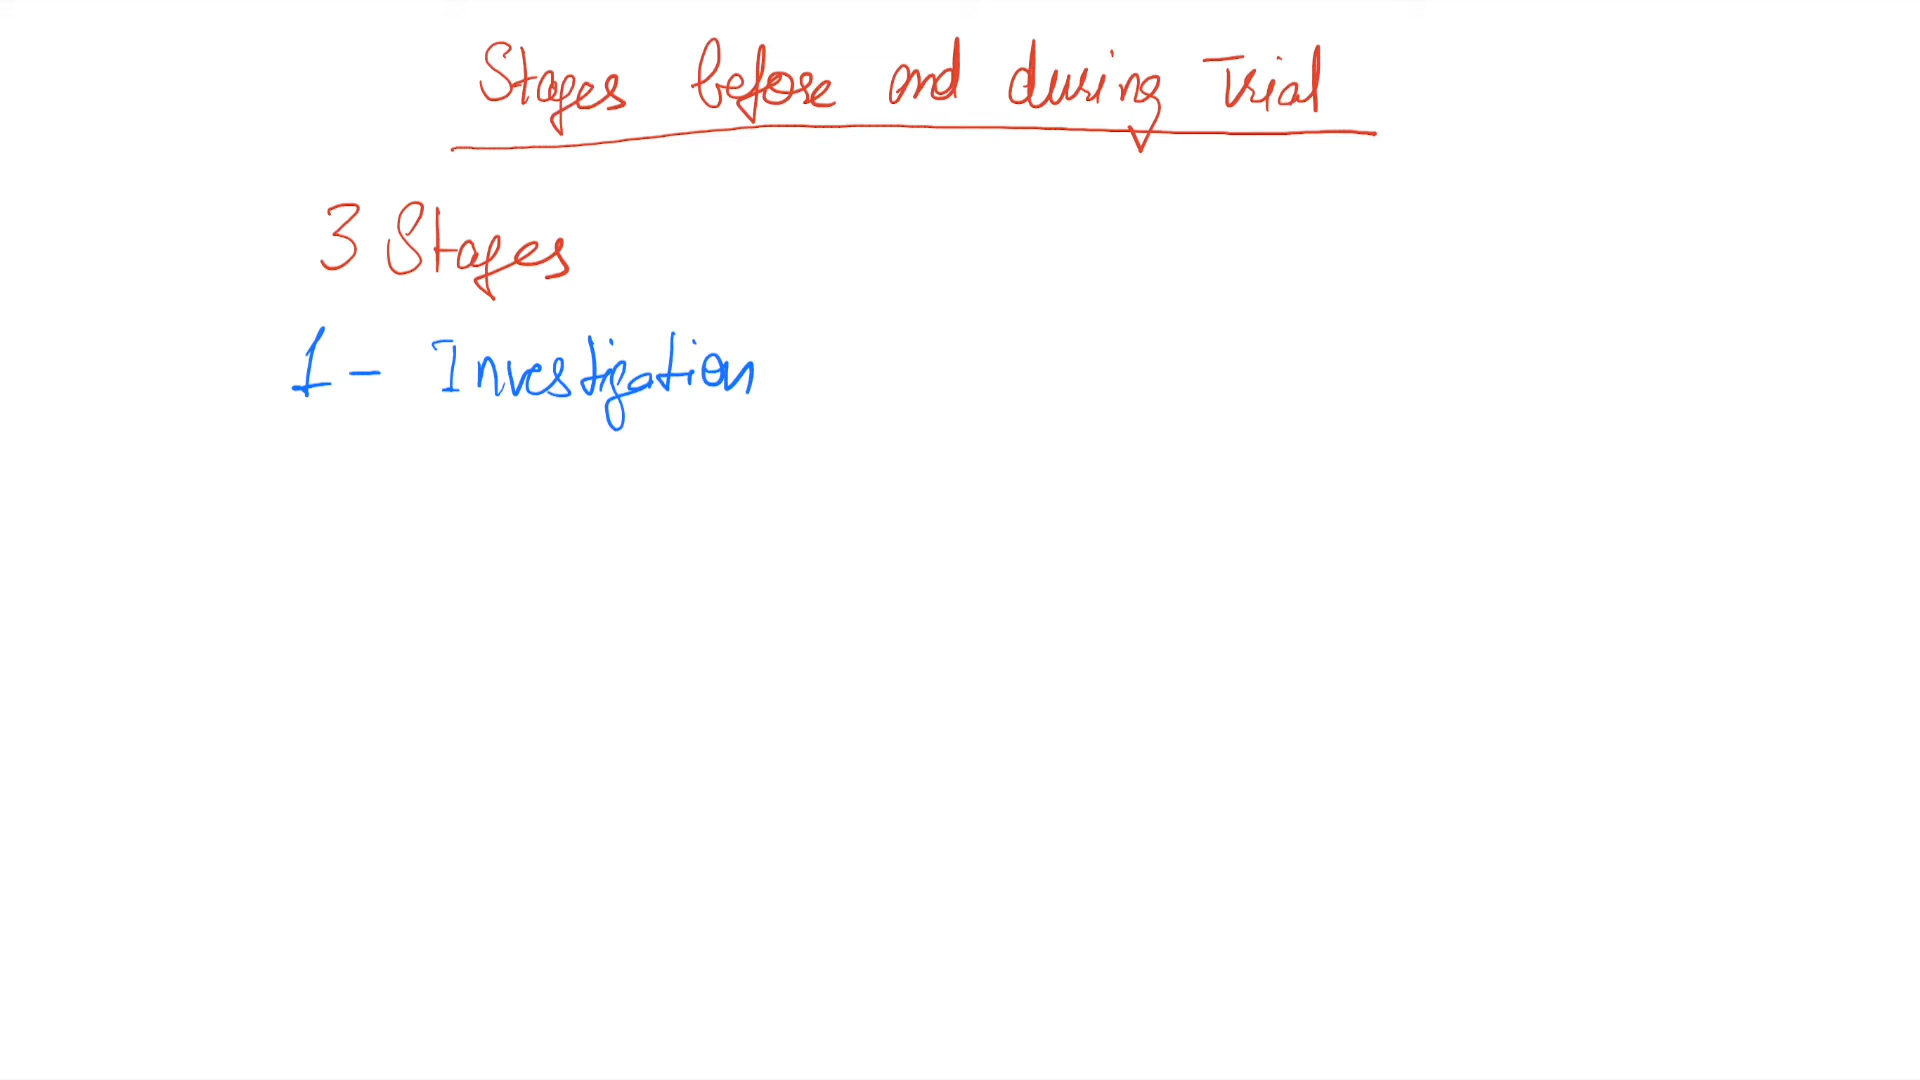 Stages before and during Trial
3 Stages
1 - Investigation